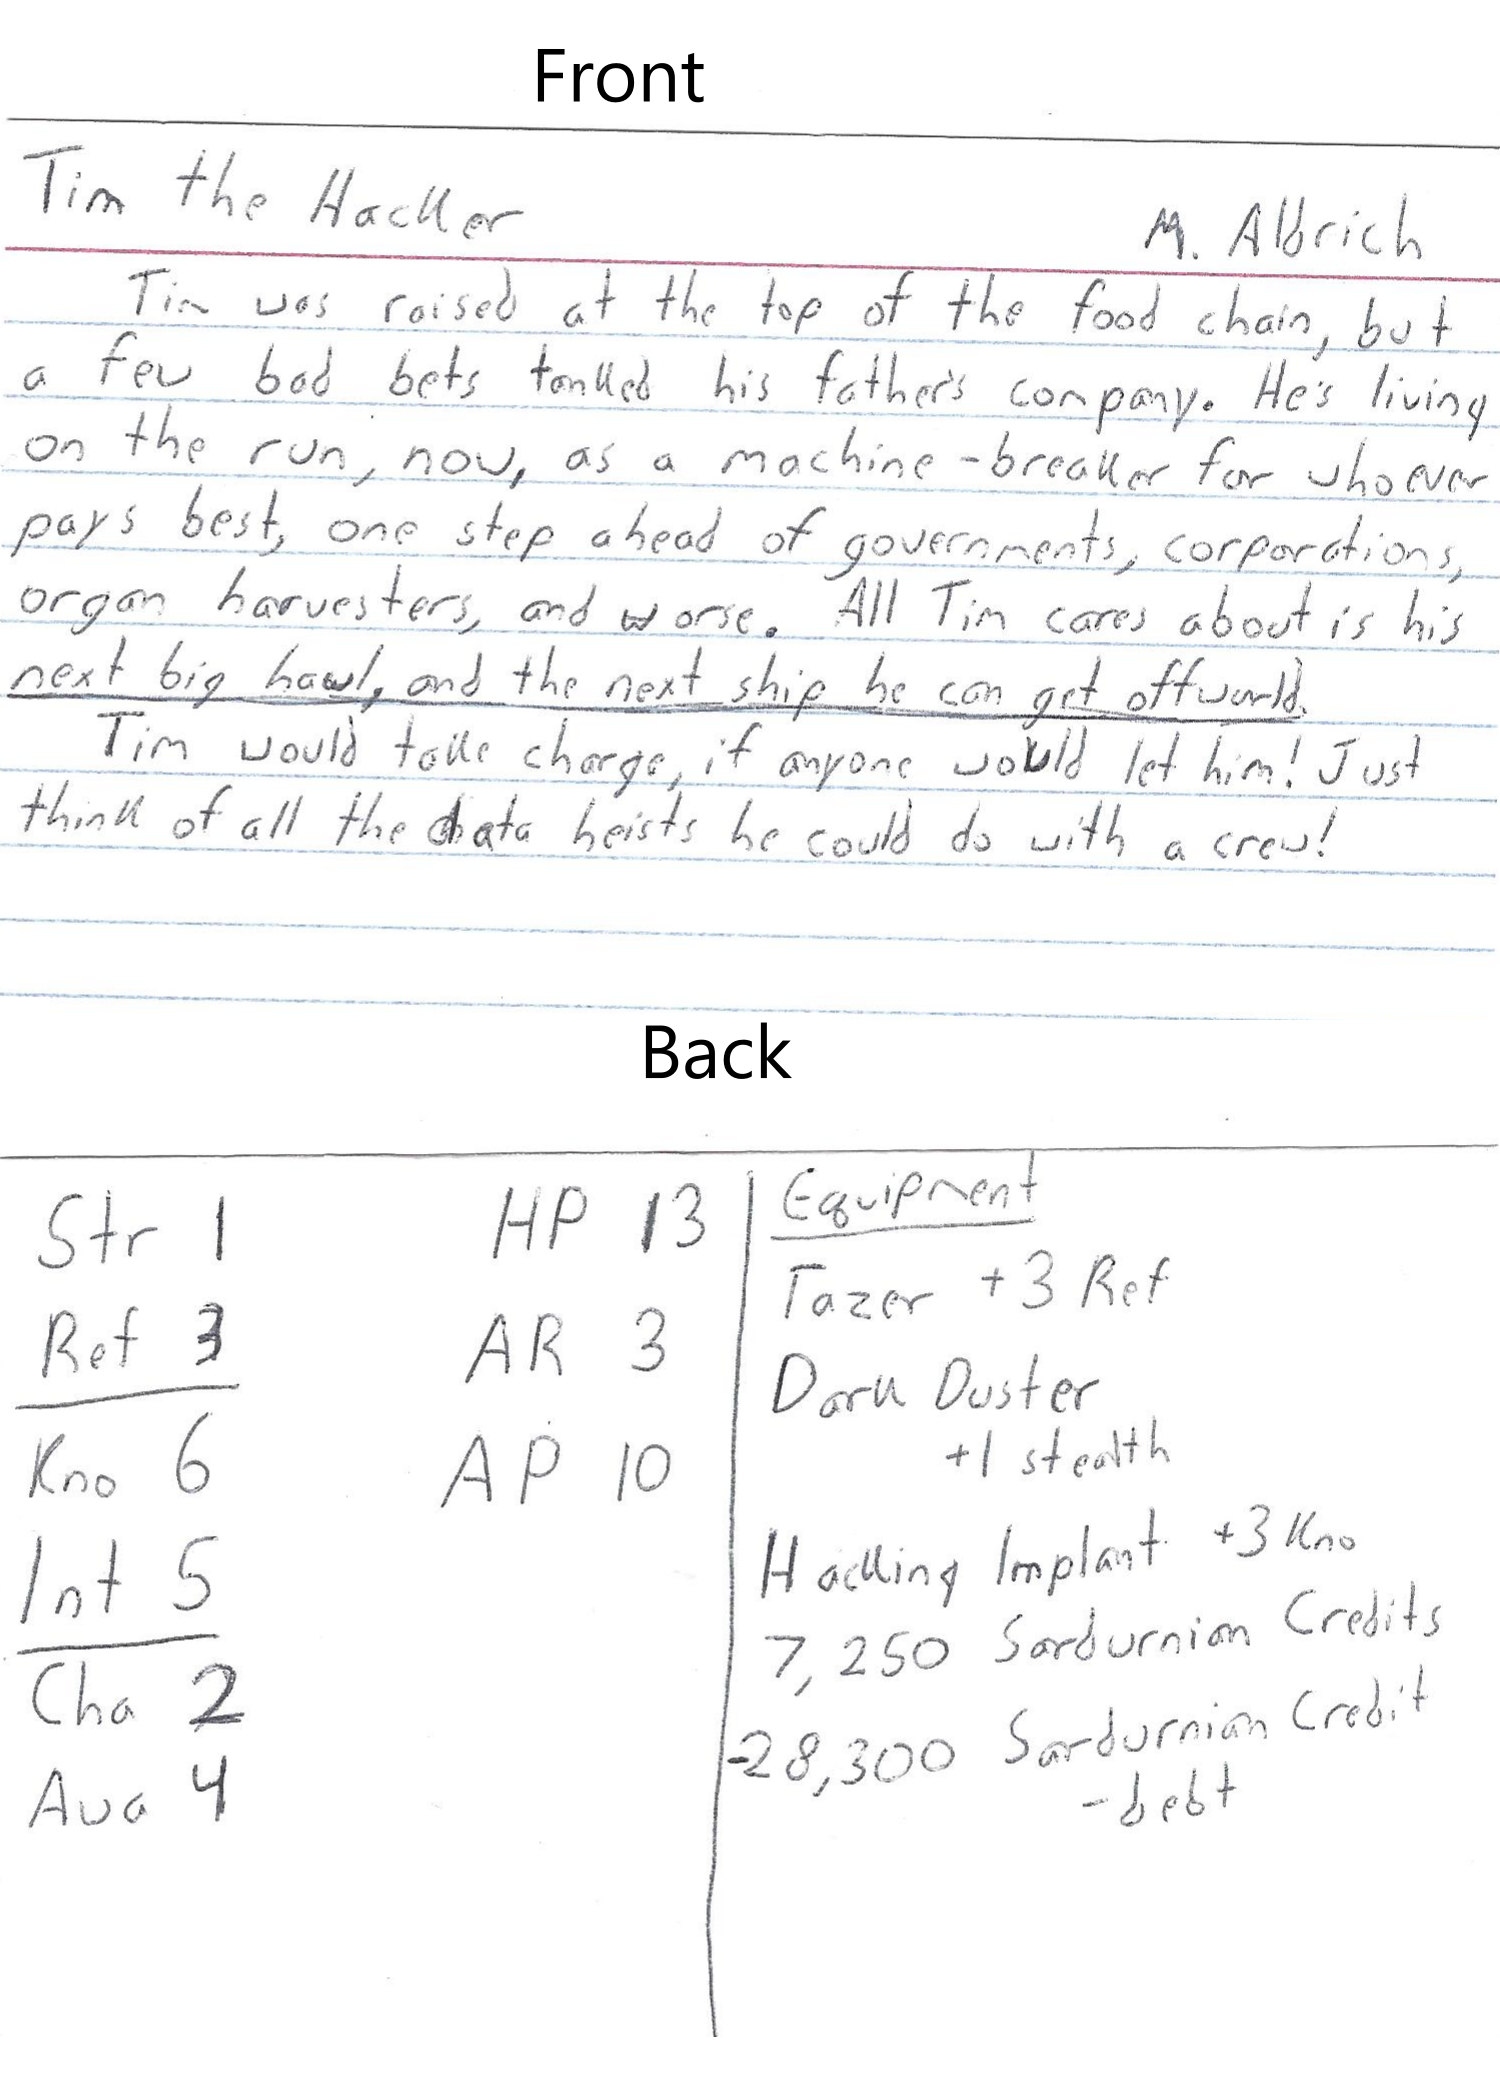 Front
Tim the Hacker
M. Aldrich
Tim was raised at the top of the food chain, but
a few bad bets tanked his father's company. He's living
on the run, now, as a machine-breaker for whoever
pays best, one step ahead of governments, corporations,
organ harvesters, and worse. All Tim cares about is his
next big hawl, and the next ship he can get offworld.
Tim would take charge, if anyone would let him! Just
think of all the data heists he could do with a crew!
Back
Str 1
Ref 3
Kno 6
Int 5
Cha 2
Awa 4
HP 13
AR 3
AP 10
Equipment
Tazer +3 Ref
Dark Duster
+1 stealth
Hacking Implant +3 Kno
7,250 Sardurnian Credits
-28,300 Sardurnian Credit
-debt